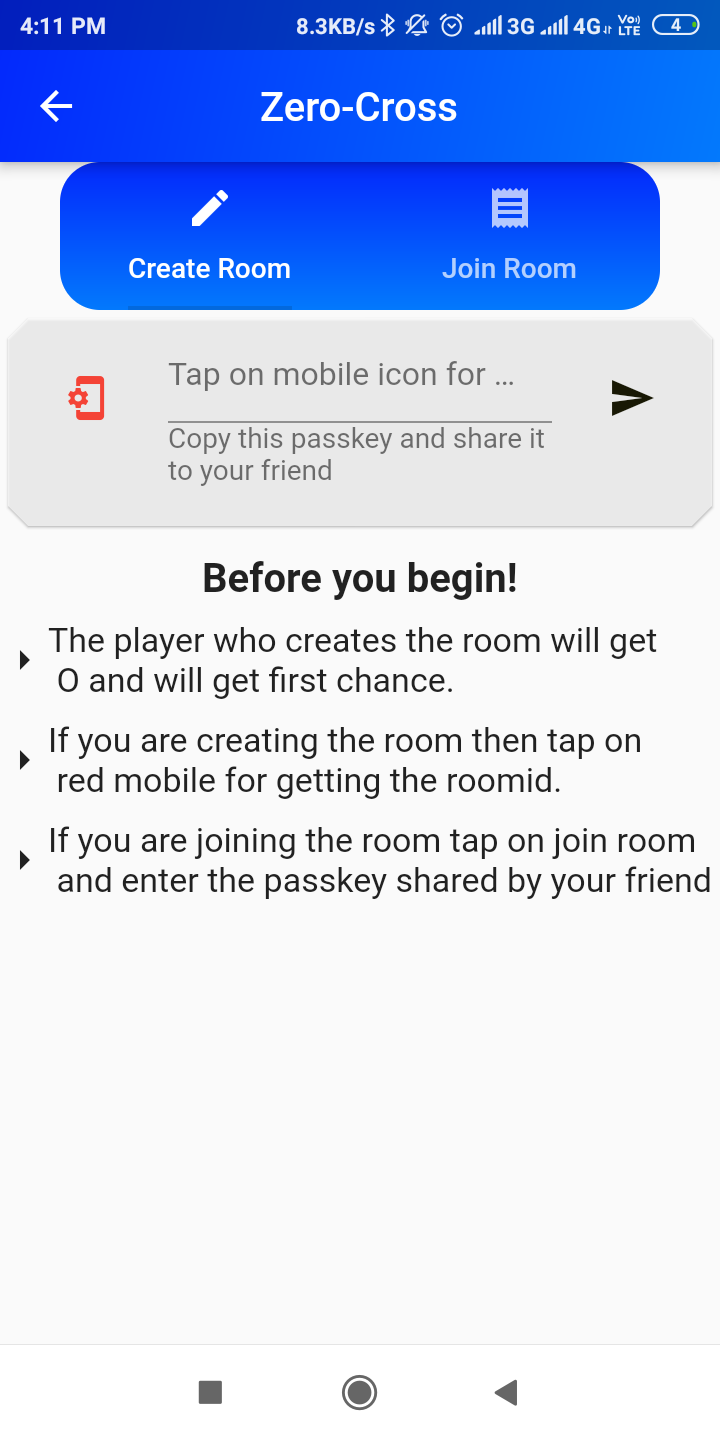 4:11 PM 8.3KB/s 3G 4G Vo LTE 4
Zero-Cross
Create Room Join Room
Tap on mobile icon for ...
Copy this passkey and share it
to your friend
Before you begin!
The player who creates the room will get
O and will get first chance.
If you are creating the room then tap on
red mobile for getting the roomid.
If you are joining the room tap on join room
and enter the passkey shared by your friend